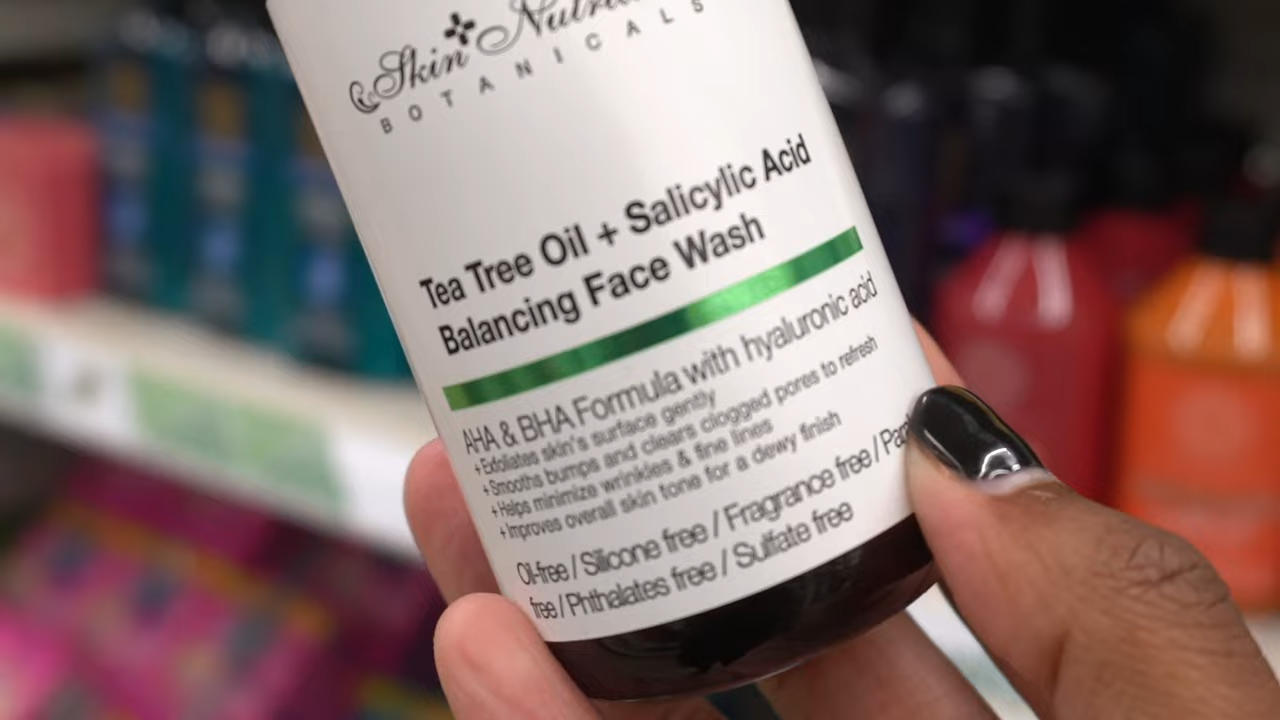 Skin
BOTANICALS
Tea Tree Oil + Salicylic Acid
Balancing Face Wash
AHA & BHA Formula with hyaluronic acid
+ Exfoliates skin's surface gently
+ Smooths bumps and clears clogged pores to refresh
+ Helps minimize wrinkles & fine lines
+ Improves overall skin tone for a dewy finish
Oil-free / Silicone free / Fragrance free /
free / Phthalates free / Sulfate free